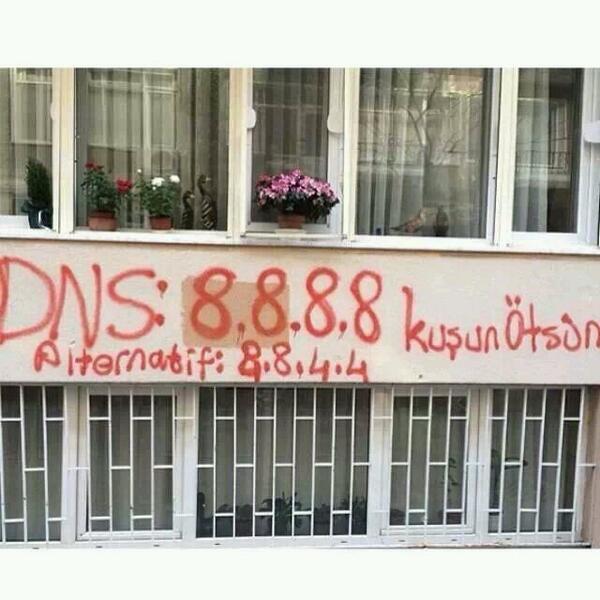 DNS: 8.8.8.8 kuşun Ötsün
Alternatif: 8.8.4.4